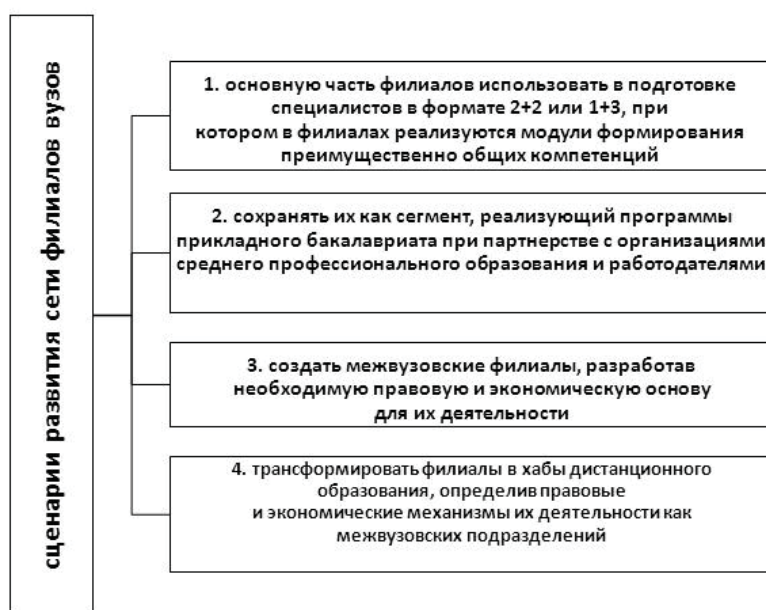 сценарии развития сети филиалов вузов
1. основную часть филиалов использовать в подготовке
специалистов в формате 2+2 или 1+3, при
котором в филиалах реализуются модули формирования
преимущественно общих компетенций
2. сохранять их как сегмент, реализующий программы
прикладного бакалавриата при партнерстве с организациями
среднего профессионального образования и работодателями
3. создать межвузовские филиалы, разработав
необходимую правовую и экономическую основу
для их деятельности
4. трансформировать филиалы в хабы дистанционного
образования, определив правовые
и экономические механизмы их деятельности как
межвузовских подразделений